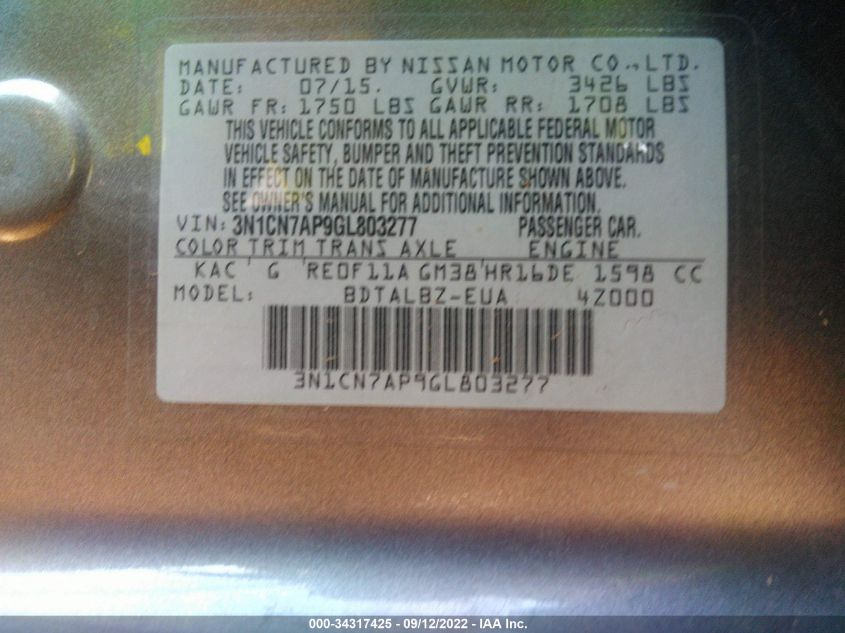 MANUFACTURED BY NISSAN MOTOR CO., LTD.
DATE: 07/15. GVWR: 3426 LBS
GAWR FR: 1750 LBS GAWR RR: 1708 LBS
THIS VEHICLE CONFORMS TO ALL APPLICABLE FEDERAL MOTOR
VEHICLE SAFETY, BUMPER AND THEFT PREVENTION STANDARDS
IN EFFECT ON THE DATE OF MANUFACTURE SHOWN ABOVE.
SEE OWNER'S MANUAL FOR ADDITIONAL INFORMATION.
VIN: 3N1CN7AP9GL803277 PASSENGER CAR.
COLOR TRIM TRANS AXLE ENGINE
KAC G RE0F11A GM38 HR16DE 1598 CC
MODEL: BDTALBZ-EUA 4Z000
3N1CN7AP9GL803277
000-34317425 - 09/12/2022 - IAA Inc.